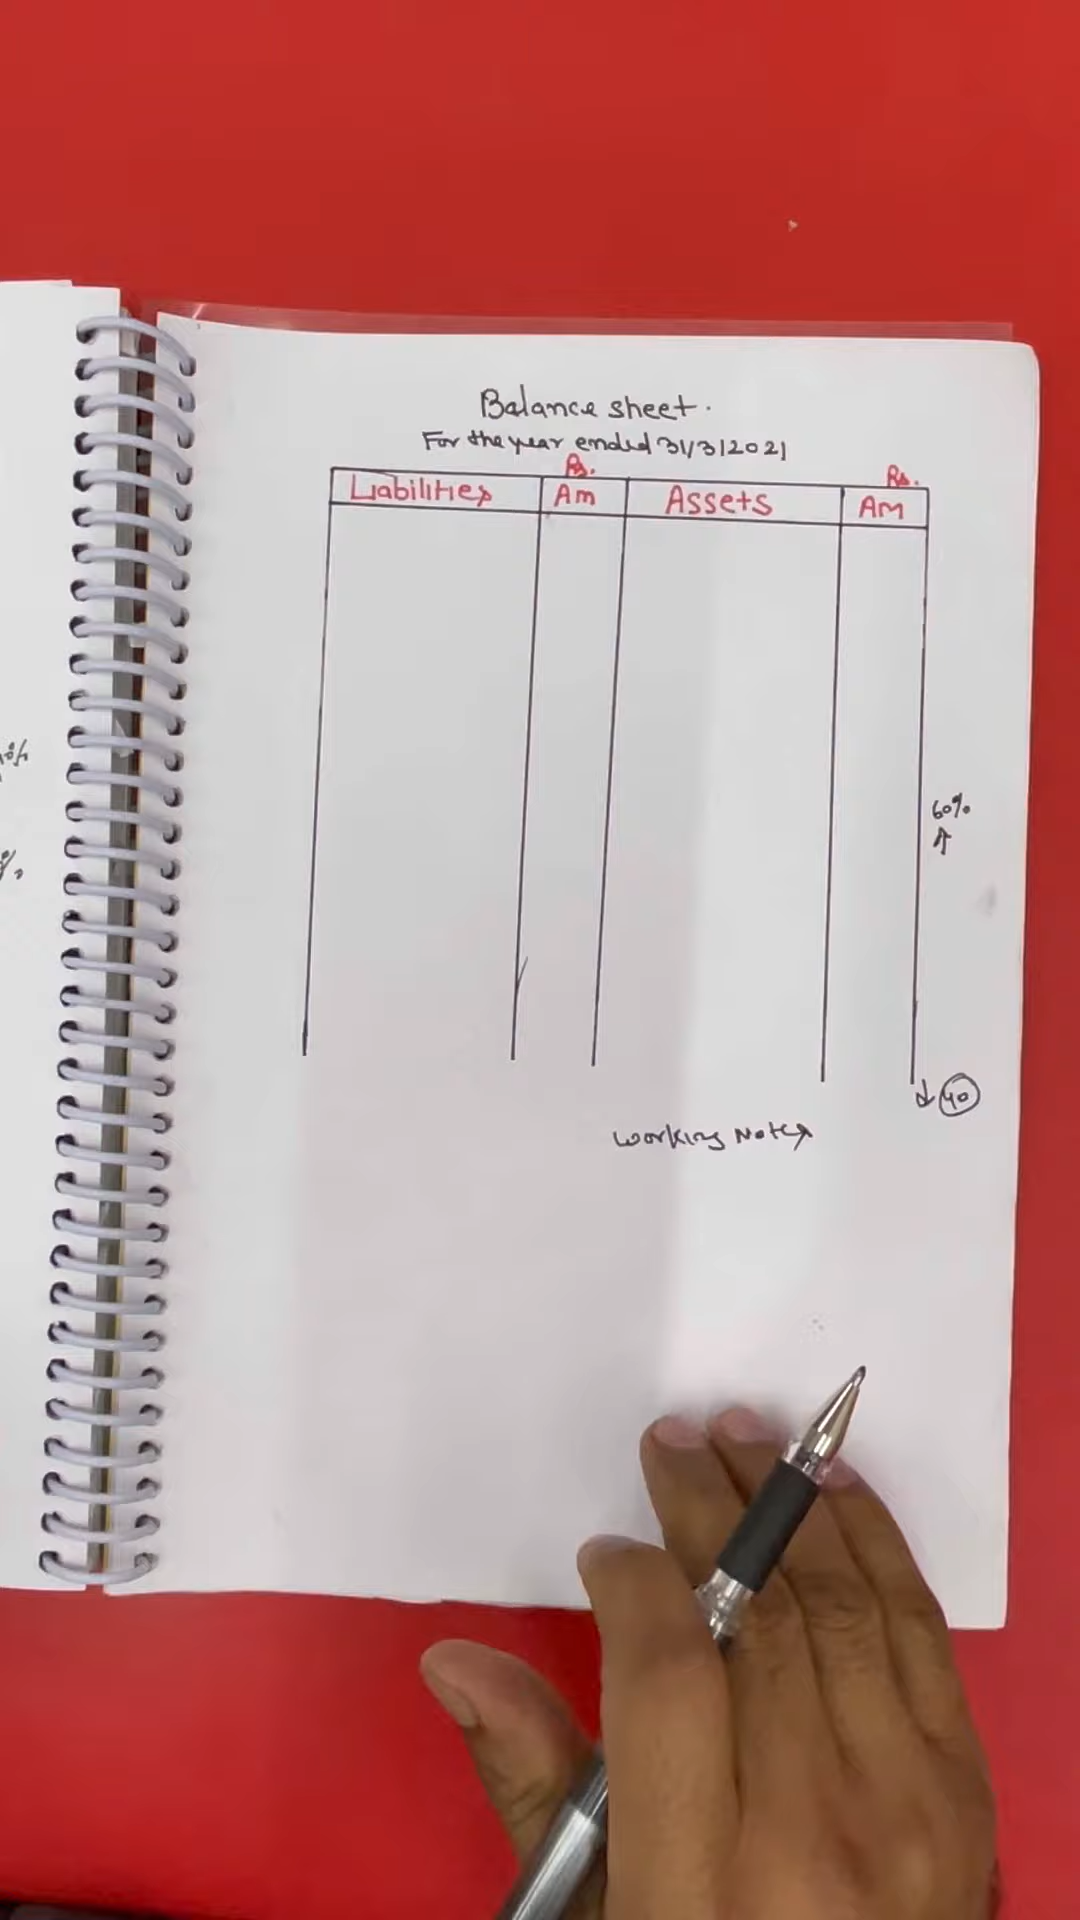 Balance sheet.
For the year ended 31/3/2021
Rs. Rs.
Liabilities Am Assets AM
60%
40
Working Notes